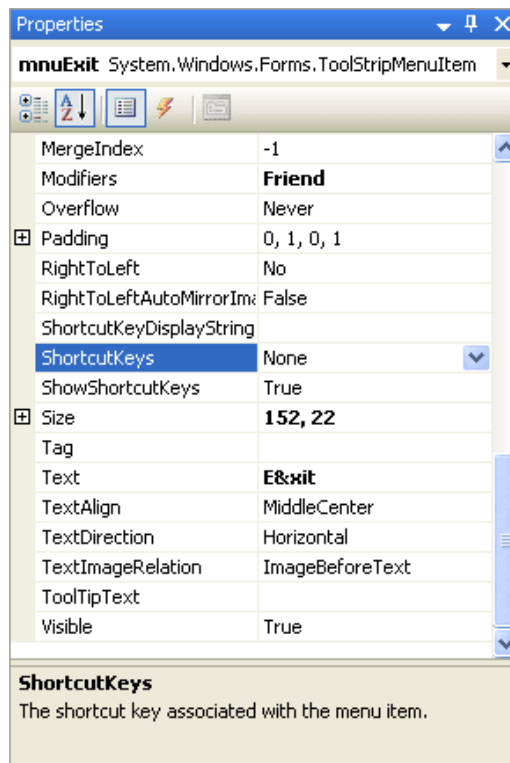 Properties
mnuExit System.Windows.Forms.ToolStripMenuItem
MergeIndex -1
Modifiers Friend
Overflow Never
Padding 0, 1, 0, 1
RightToLeft No
RightToLeftAutoMirrorIma False
ShortcutKeyDisplayString
ShortcutKeys None
ShowShortcutKeys True
Size 152, 22
Tag
Text E&xit
TextAlign MiddleCenter
TextDirection Horizontal
TextImageRelation ImageBeforeText
ToolTipText
Visible True
ShortcutKeys
The shortcut key associated with the menu item.